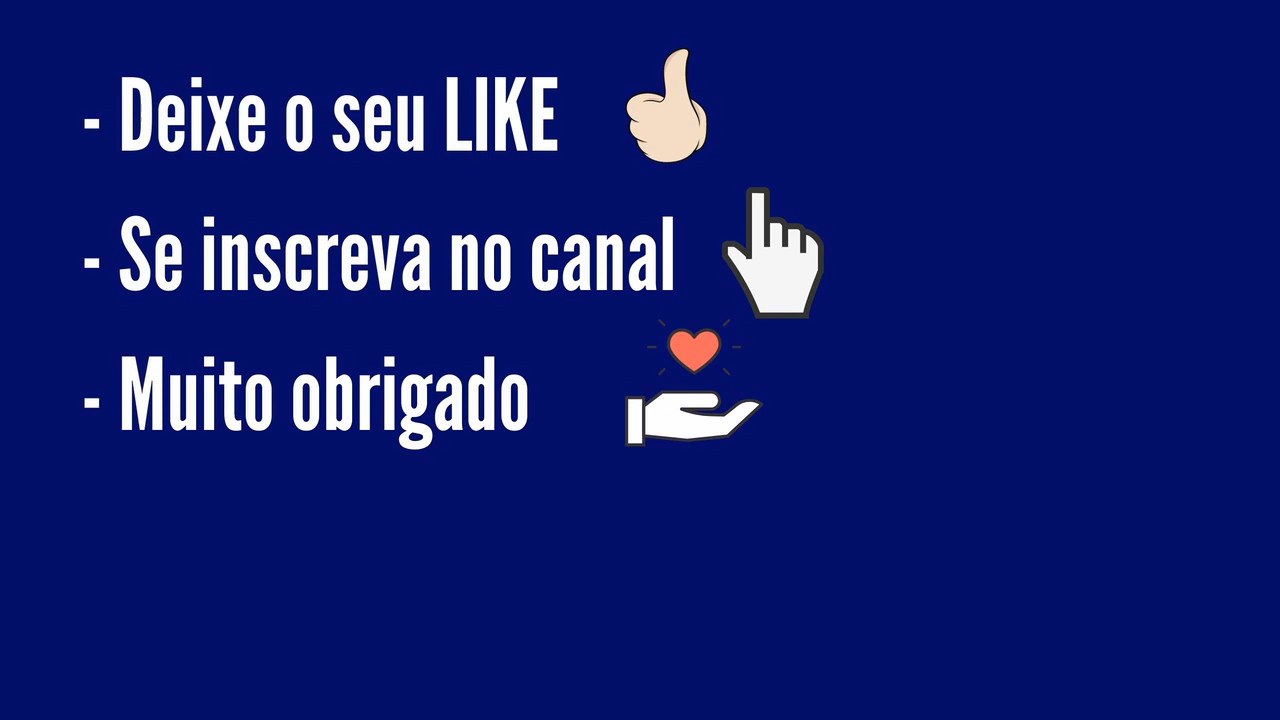 - Deixe o seu LIKE
- Se inscreva no canal
- Muito obrigado